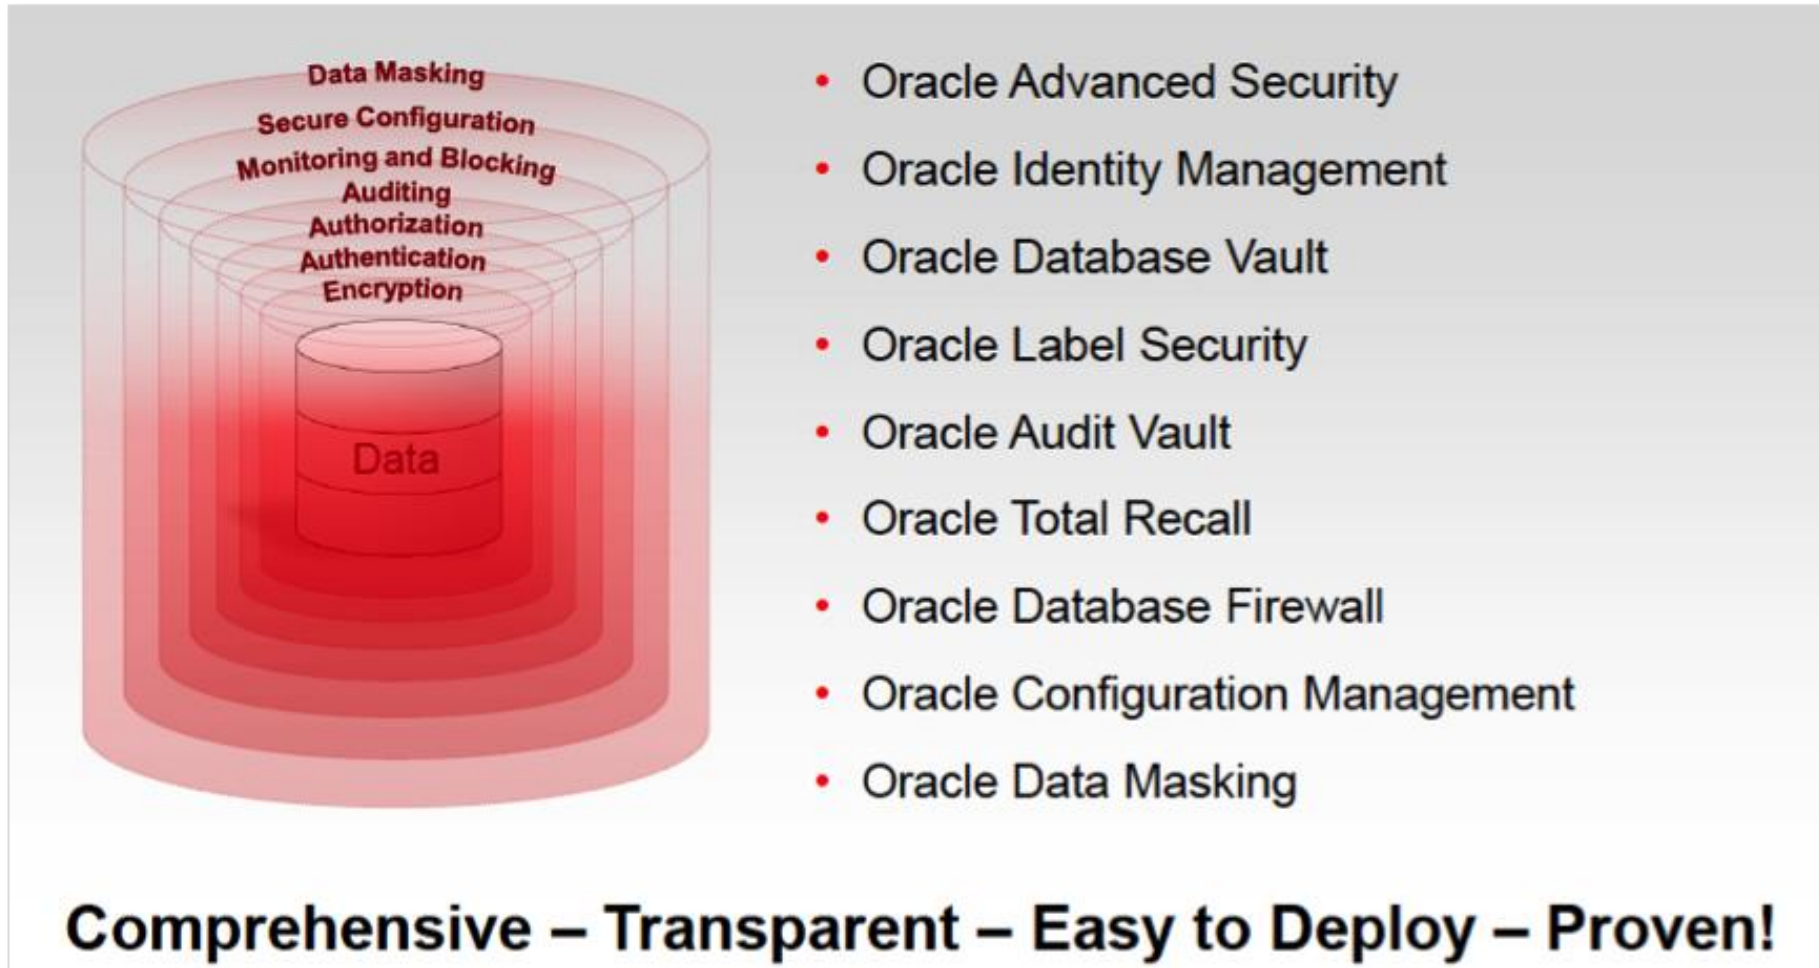 Data Masking
Secure Configuration
Monitoring and Blocking
Auditing
Authorization
Authentication
Encryption
Data
• Oracle Advanced Security
• Oracle Identity Management
• Oracle Database Vault
• Oracle Label Security
• Oracle Audit Vault
• Oracle Total Recall
• Oracle Database Firewall
• Oracle Configuration Management
• Oracle Data Masking
Comprehensive – Transparent – Easy to Deploy – Proven!